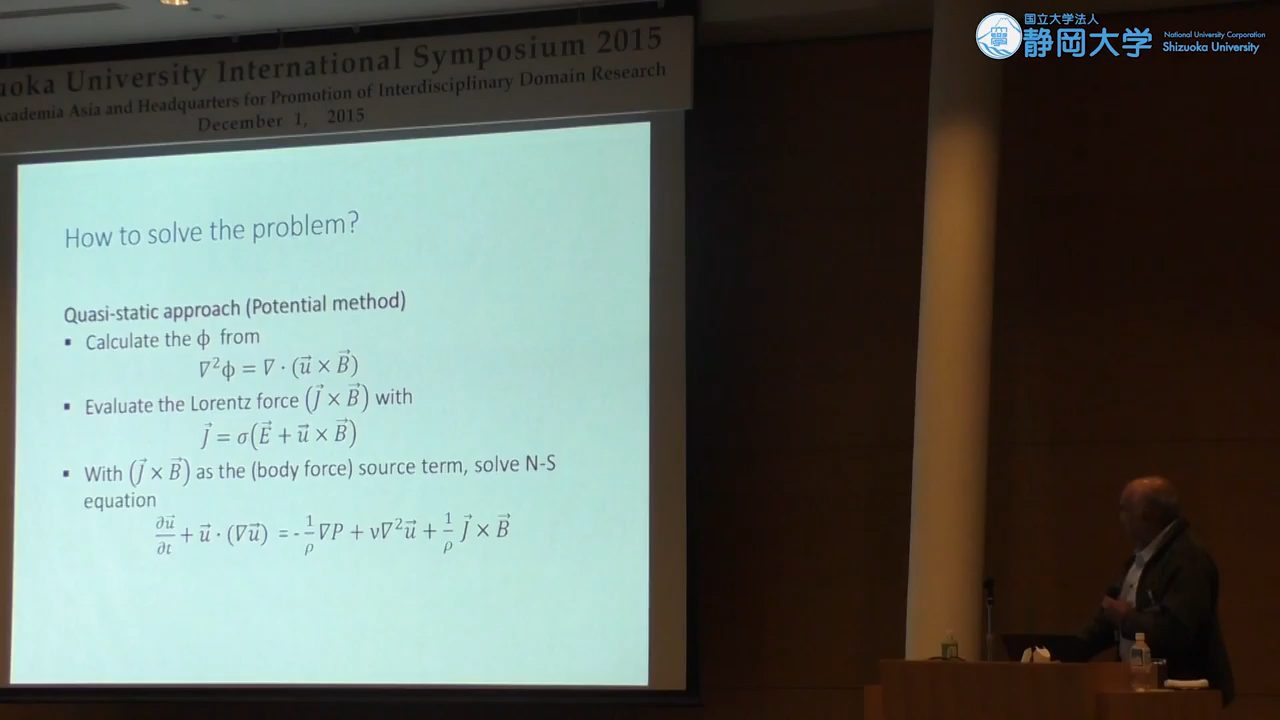 国立大学法人
静岡大学
National University Corporation
Shizuoka University
University International Symposium 2015
Academia Asia and Headquarters for Promotion of Interdisciplinary Domain Research
December 1, 2015
How to solve the problem?
Quasi-static approach (Potential method)
▪ Calculate the ϕ from
∇²ϕ = ∇ · (u⃗ × B⃗)
▪ Evaluate the Lorentz force (J⃗ × B⃗) with
J⃗ = σ(E⃗ + u⃗ × B⃗)
▪ With (J⃗ × B⃗) as the (body force) source term, solve N-S
equation
∂u⃗/∂t + u⃗ · (∇u⃗) = - 1/ρ ∇P + ν∇²u⃗ + 1/ρ J⃗ × B⃗